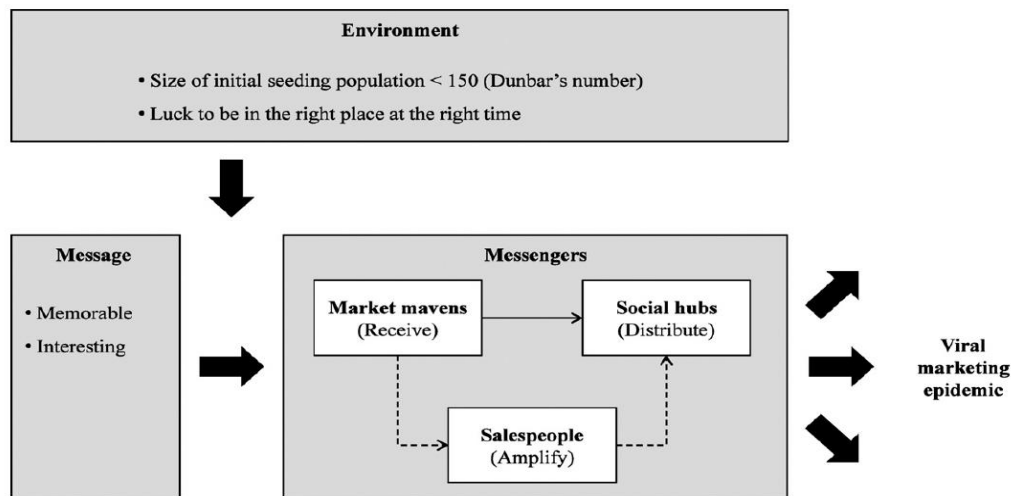 Environment
• Size of initial seeding population < 150 (Dunbar's number)
• Luck to be in the right place at the right time
Message
• Memorable
• Interesting
Messengers
Market mavens
(Receive)
Social hubs
(Distribute)
Salespeople
(Amplify)
Viral
marketing
epidemic